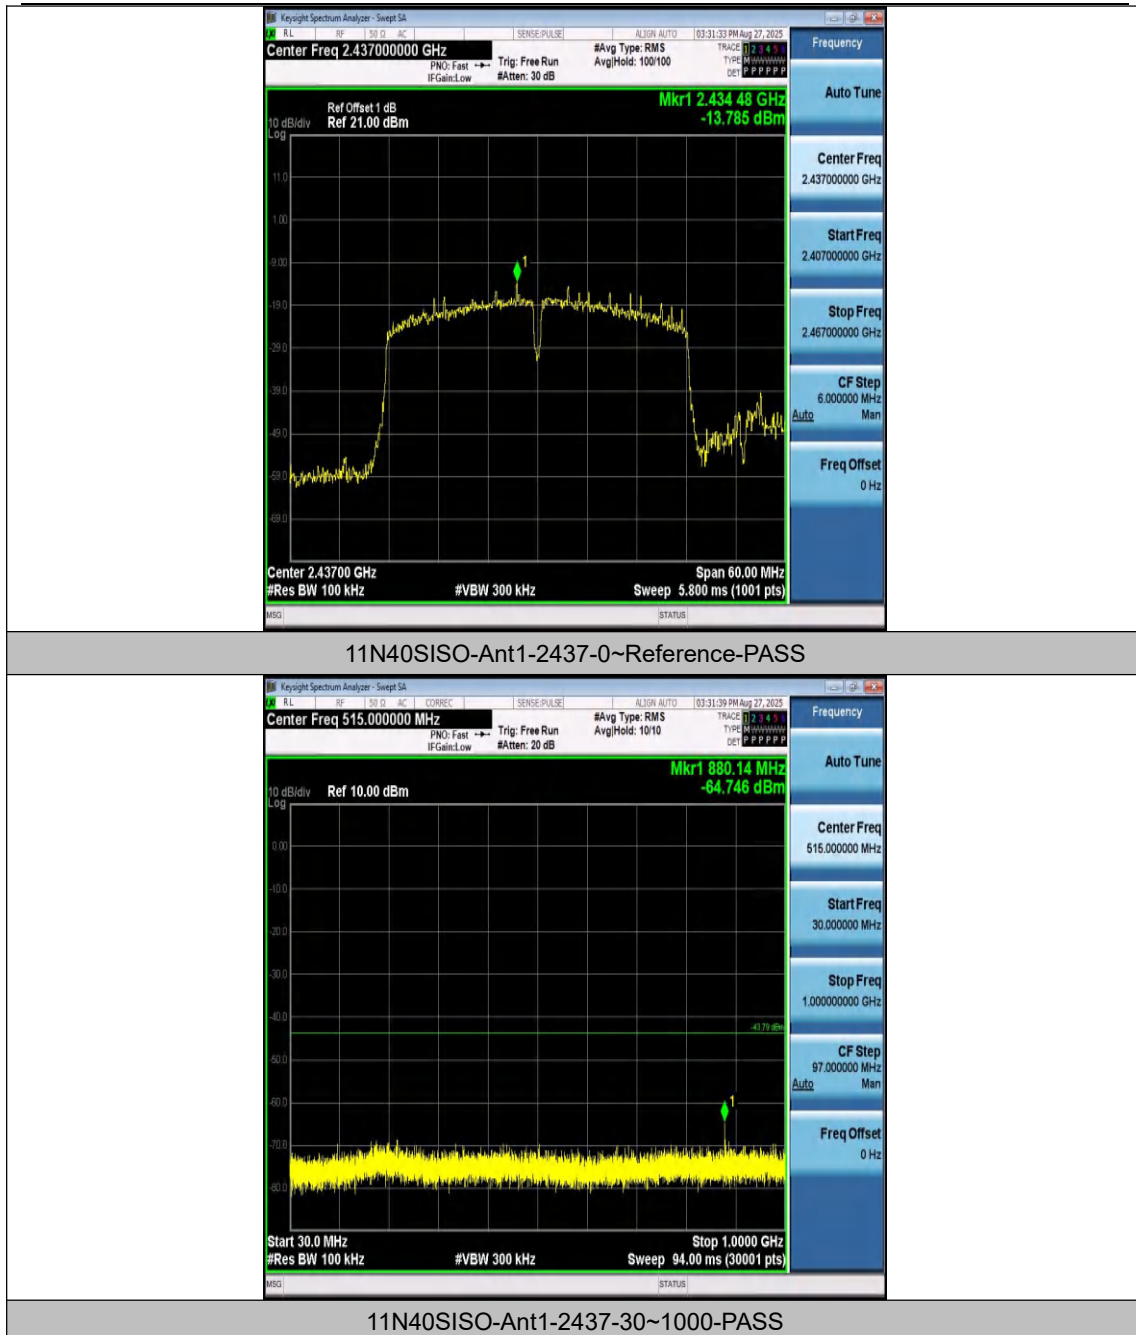 Keysight Spectrum Analyzer - Swept SA
RL RF 50 Ω AC SENSE:PULSE ALIGN AUTO 03:31:33 PM Aug 27, 2025
Center Freq 2.437000000 GHz
PNO: Fast
IFGain:Low
Trig: Free Run
#Atten: 30 dB
#Avg Type: RMS
Avg|Hold: 100/100
TRACE 1 2 3 4 5 6
TYPE M WWWWW
DET P P P P P P
Mkr1 2.434 48 GHz
-13.785 dBm
Ref Offset 1 dB
10 dB/div Ref 21.00 dBm
Log
11.0
1.00
-9.00
-19.0
-29.0
-39.0
-49.0
-59.0
-69.0
1
Center 2.43700 GHz Span 60.00 MHz
#Res BW 100 kHz #VBW 300 kHz Sweep 5.800 ms (1001 pts)
MSG STATUS
Frequency
Auto Tune
Center Freq
2.437000000 GHz
Start Freq
2.407000000 GHz
Stop Freq
2.467000000 GHz
CF Step
6.000000 MHz
Auto Man
Freq Offset
0 Hz
11N40SISO-Ant1-2437-0~Reference-PASS
Keysight Spectrum Analyzer - Swept SA
RL RF 50 Ω AC CORREC SENSE:PULSE ALIGN AUTO 03:31:39 PM Aug 27, 2025
Center Freq 515.000000 MHz
PNO: Fast
IFGain:Low
Trig: Free Run
#Atten: 20 dB
#Avg Type: RMS
Avg|Hold: 10/10
TRACE 1 2 3 4 5 6
TYPE M WWWWW
DET P P P P P P
Mkr1 880.14 MHz
-64.746 dBm
10 dB/div Ref 10.00 dBm
Log
0.00
-10.0
-20.0
-30.0
-40.0
-50.0
-60.0
-70.0
-80.0
-43.79 dBm
1
Start 30.0 MHz Stop 1.0000 GHz
#Res BW 100 kHz #VBW 300 kHz Sweep 94.00 ms (30001 pts)
MSG STATUS
Frequency
Auto Tune
Center Freq
515.000000 MHz
Start Freq
30.000000 MHz
Stop Freq
1.000000000 GHz
CF Step
97.000000 MHz
Auto Man
Freq Offset
0 Hz
11N40SISO-Ant1-2437-30~1000-PASS